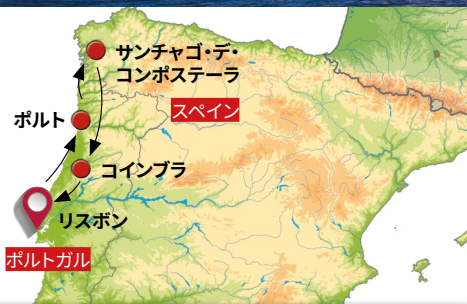 サンチャゴ・デ・
コンポステーラ
スペイン
ポルト
コインブラ
リスボン
ポルトガル